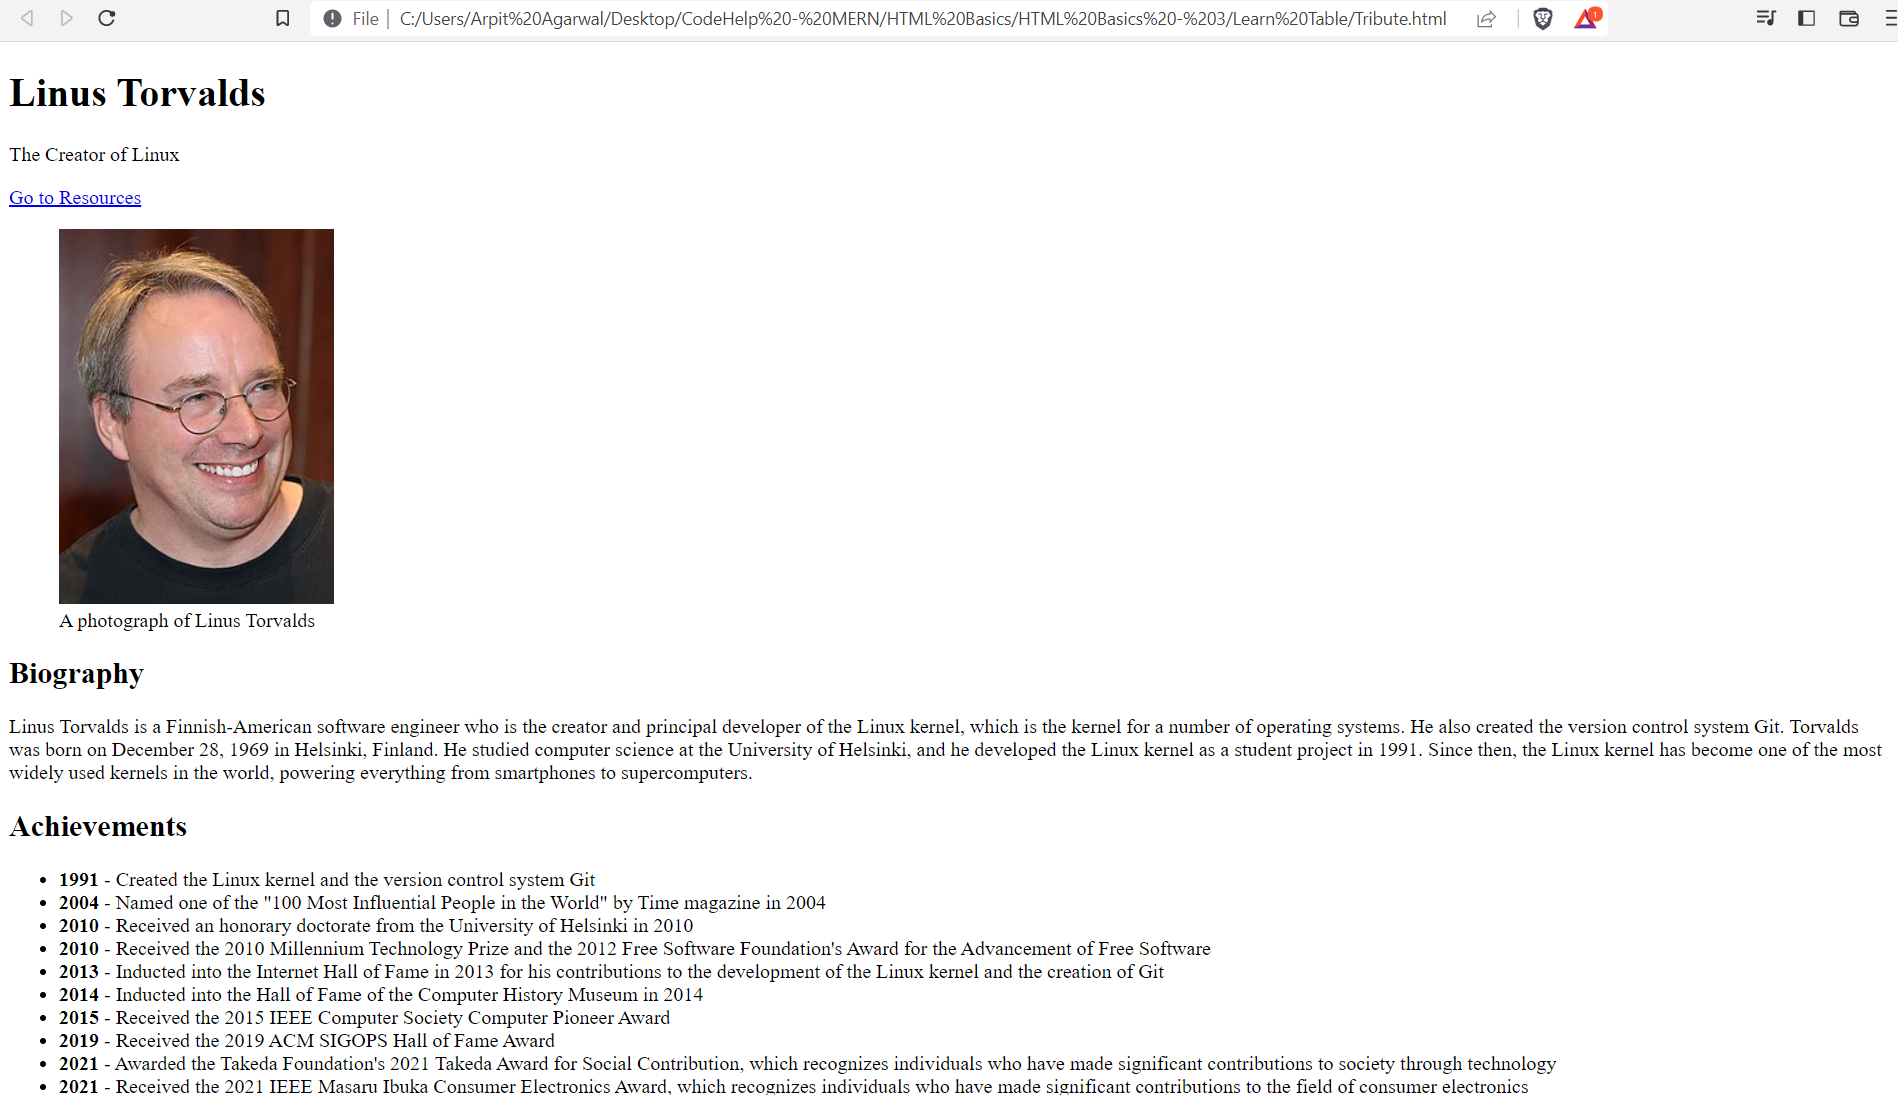 File | C:/Users/Arpit%20Agarwal/Desktop/CodeHelp%20-%20MERN/HTML%20Basics/HTML%20Basics%20-%203/Learn%20Table/Tribute.html
1
Linus Torvalds
The Creator of Linux
Go to Resources
A photograph of Linus Torvalds
Biography
Linus Torvalds is a Finnish-American software engineer who is the creator and principal developer of the Linux kernel, which is the kernel for a number of operating systems. He also created the version control system Git. Torvalds
was born on December 28, 1969 in Helsinki, Finland. He studied computer science at the University of Helsinki, and he developed the Linux kernel as a student project in 1991. Since then, the Linux kernel has become one of the most
widely used kernels in the world, powering everything from smartphones to supercomputers.
Achievements
• 1991 - Created the Linux kernel and the version control system Git
• 2004 - Named one of the "100 Most Influential People in the World" by Time magazine in 2004
• 2010 - Received an honorary doctorate from the University of Helsinki in 2010
• 2010 - Received the 2010 Millennium Technology Prize and the 2012 Free Software Foundation's Award for the Advancement of Free Software
• 2013 - Inducted into the Internet Hall of Fame in 2013 for his contributions to the development of the Linux kernel and the creation of Git
• 2014 - Inducted into the Hall of Fame of the Computer History Museum in 2014
• 2015 - Received the 2015 IEEE Computer Society Computer Pioneer Award
• 2019 - Received the 2019 ACM SIGOPS Hall of Fame Award
• 2021 - Awarded the Takeda Foundation's 2021 Takeda Award for Social Contribution, which recognizes individuals who have made significant contributions to society through technology
• 2021 - Received the 2021 IEEE Masaru Ibuka Consumer Electronics Award, which recognizes individuals who have made significant contributions to the field of consumer electronics